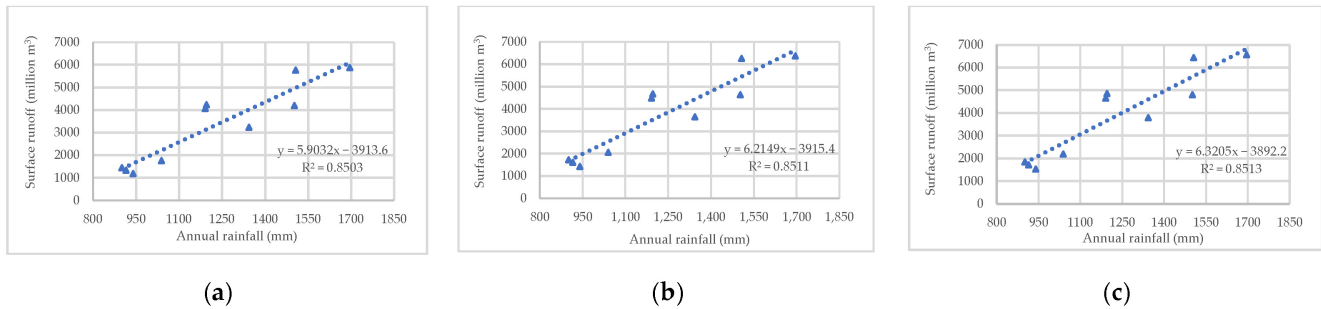 Surface runoff (million m³)
7000
6000
5000
4000
3000
2000
1000
0
y = 5.9032x − 3913.6
R² = 0.8503
800 950 1100 1250 1400 1550 1700 1850
Annual rainfall (mm)
(a)
Surface runoff (million m³)
7000
6000
5000
4000
3000
2000
1000
0
y = 6.2149x − 3915.4
R² = 0.8511
800 950 1,100 1,250 1,400 1,550 1,700 1,850
Annual rainfall (mm)
(b)
Surface runoff (million m³)
7000
6000
5000
4000
3000
2000
1000
0
y = 6.3205x − 3892.2
R² = 0.8513
800 950 1100 1250 1400 1550 1700 1850
Annual rainfall (mm)
(c)